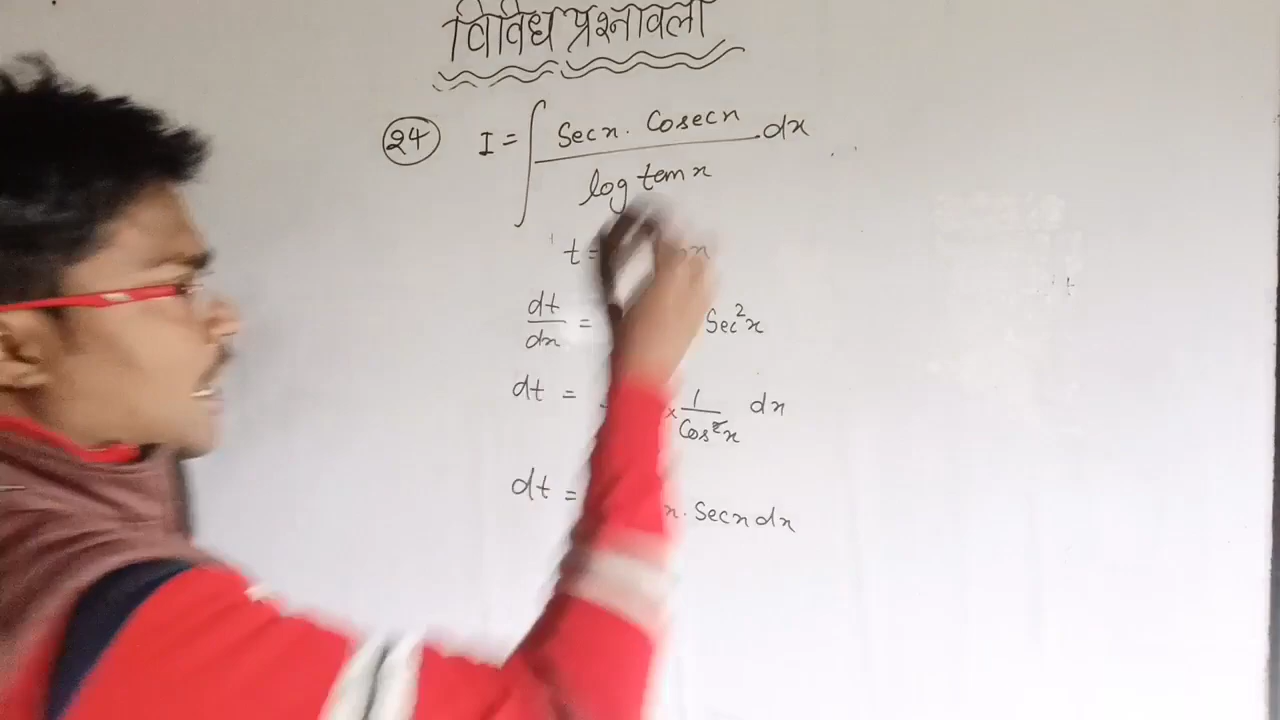 विविध प्रश्नावली
24 I = ∫ Secx . Cosecx / log tanx dx
t =
dt/dx = Sec²x
dt = × 1/Cos²x dx
dt = x . Secx dx